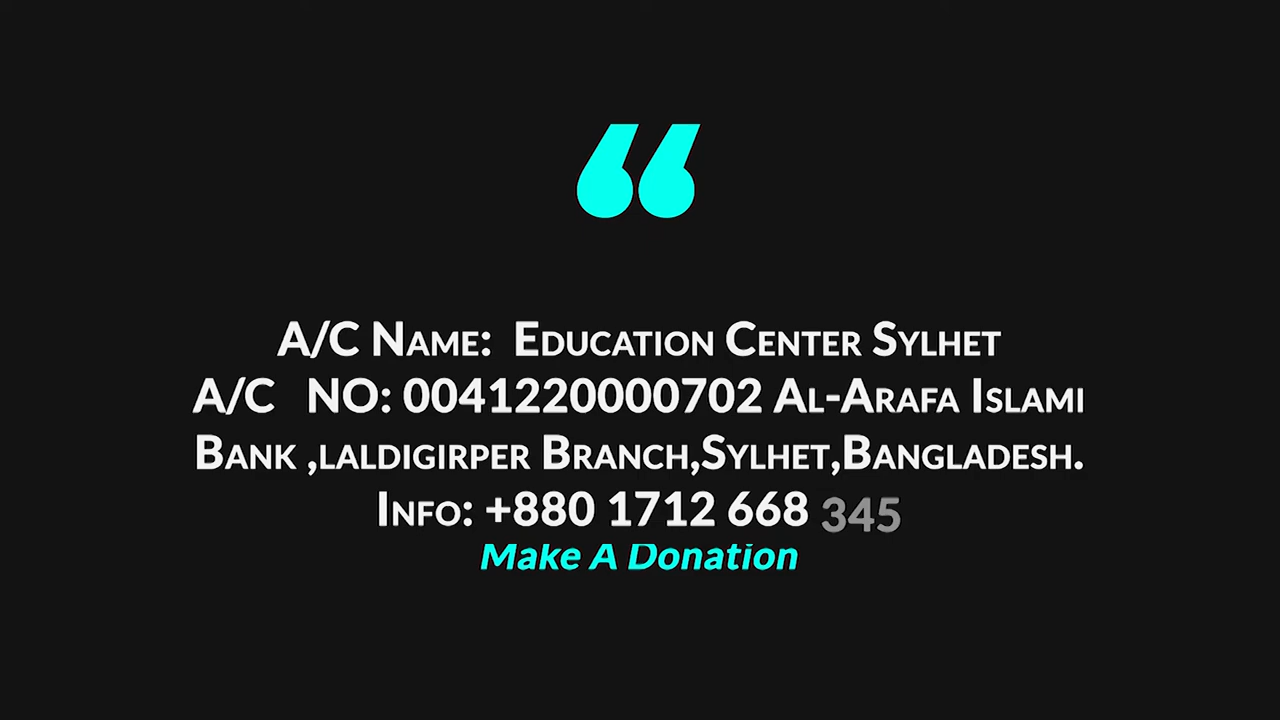 “
A/C Name: Education Center Sylhet
A/C NO: 0041220000702 Al-Arafa Islami
Bank ,laldigirper Branch,Sylhet,Bangladesh.
Info: +880 1712 668 345
Make A Donation